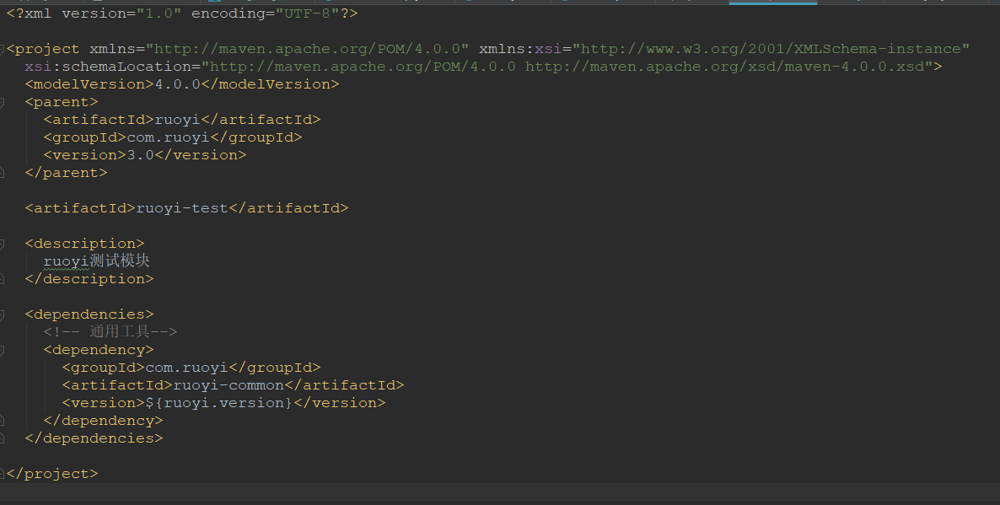 <?xml version="1.0" encoding="UTF-8"?>
<project xmlns="http://maven.apache.org/POM/4.0.0" xmlns:xsi="http://www.w3.org/2001/XMLSchema-instance"
xsi:schemaLocation="http://maven.apache.org/POM/4.0.0 http://maven.apache.org/xsd/maven-4.0.0.xsd">
<modelVersion>4.0.0</modelVersion>
<parent>
<artifactId>ruoyi</artifactId>
<groupId>com.ruoyi</groupId>
<version>3.0</version>
</parent>
<artifactId>ruoyi-test</artifactId>
<description>
ruoyi测试模块
</description>
<dependencies>
<!-- 通用工具-->
<dependency>
<groupId>com.ruoyi</groupId>
<artifactId>ruoyi-common</artifactId>
<version>${ruoyi.version}</version>
</dependency>
</dependencies>
</project>